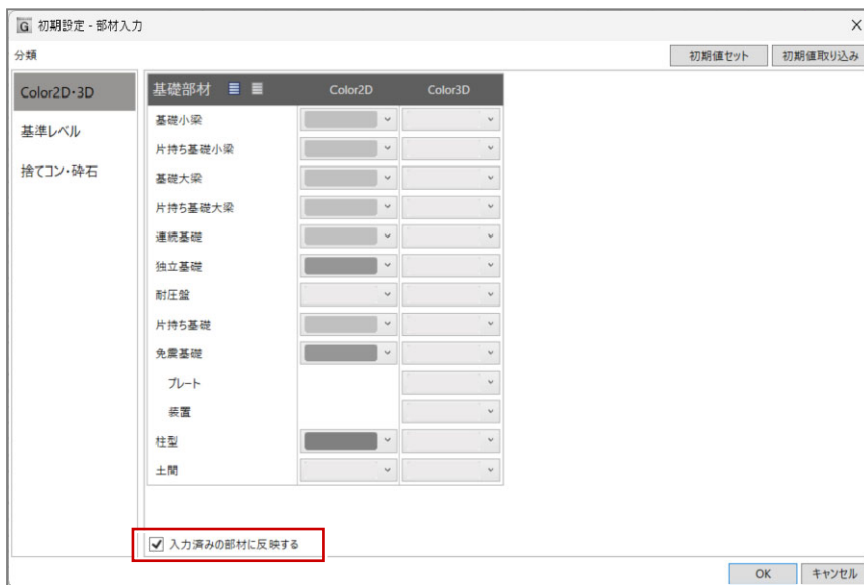 G 初期設定 - 部材入力
分類
初期値セット 初期値取り込み
Color2D・3D
基準レベル
捨てコン・砕石
基礎部材 Color2D Color3D
基礎小梁
片持ち基礎小梁
基礎大梁
片持ち基礎大梁
連続基礎
独立基礎
耐圧盤
片持ち基礎
免震基礎
プレート
装置
柱型
土間
入力済みの部材に反映する
OK キャンセル